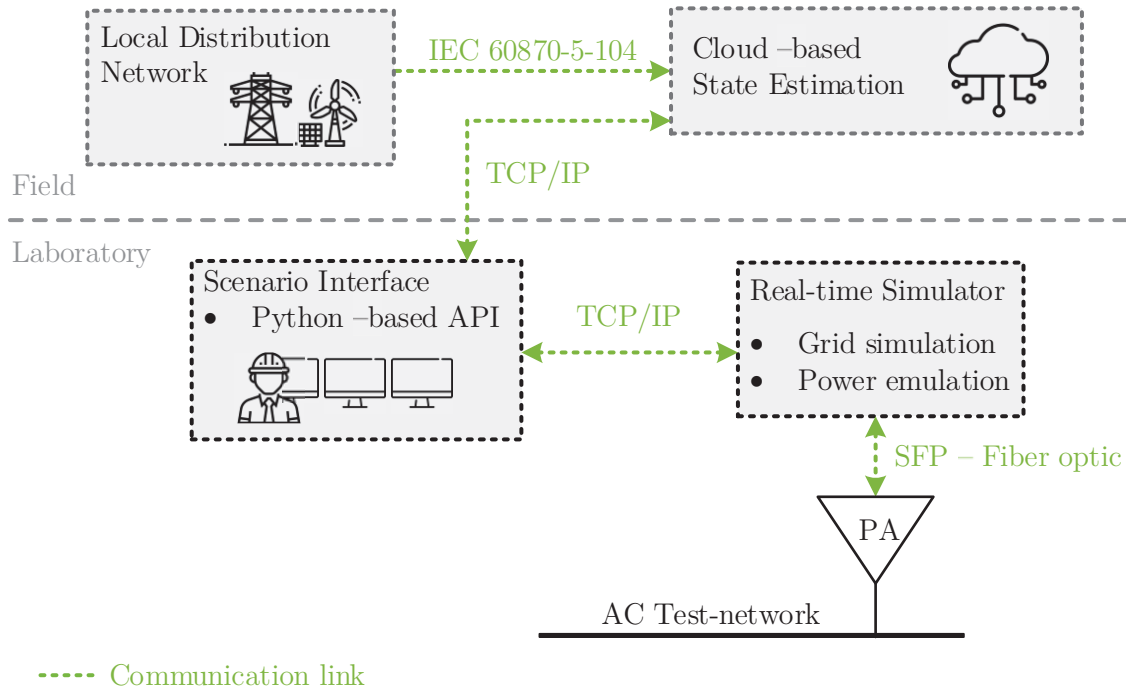 Local Distribution
Network
IEC 60870-5-104
Cloud –based
State Estimation
TCP/IP
Field
Laboratory
Scenario Interface
• Python –based API
TCP/IP
Real-time Simulator
• Grid simulation
• Power emulation
SFP – Fiber optic
PA
AC Test-network
Communication link